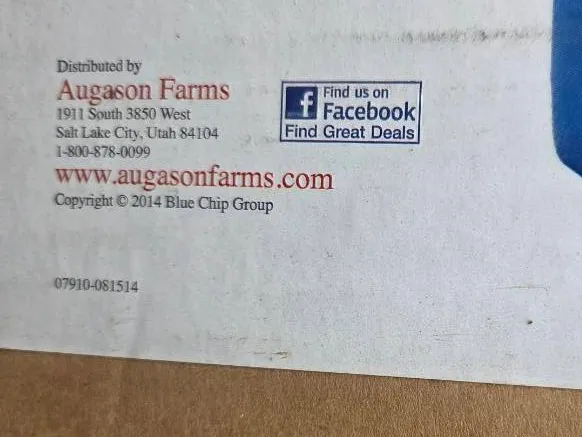 Distributed by
Augason Farms
1911 South 3850 West
Salt Lake City, Utah 84104
1-800-878-0099
www.augasonfarms.com
Copyright © 2014 Blue Chip Group
f
Find us on
Facebook
Find Great Deals
07910-081514